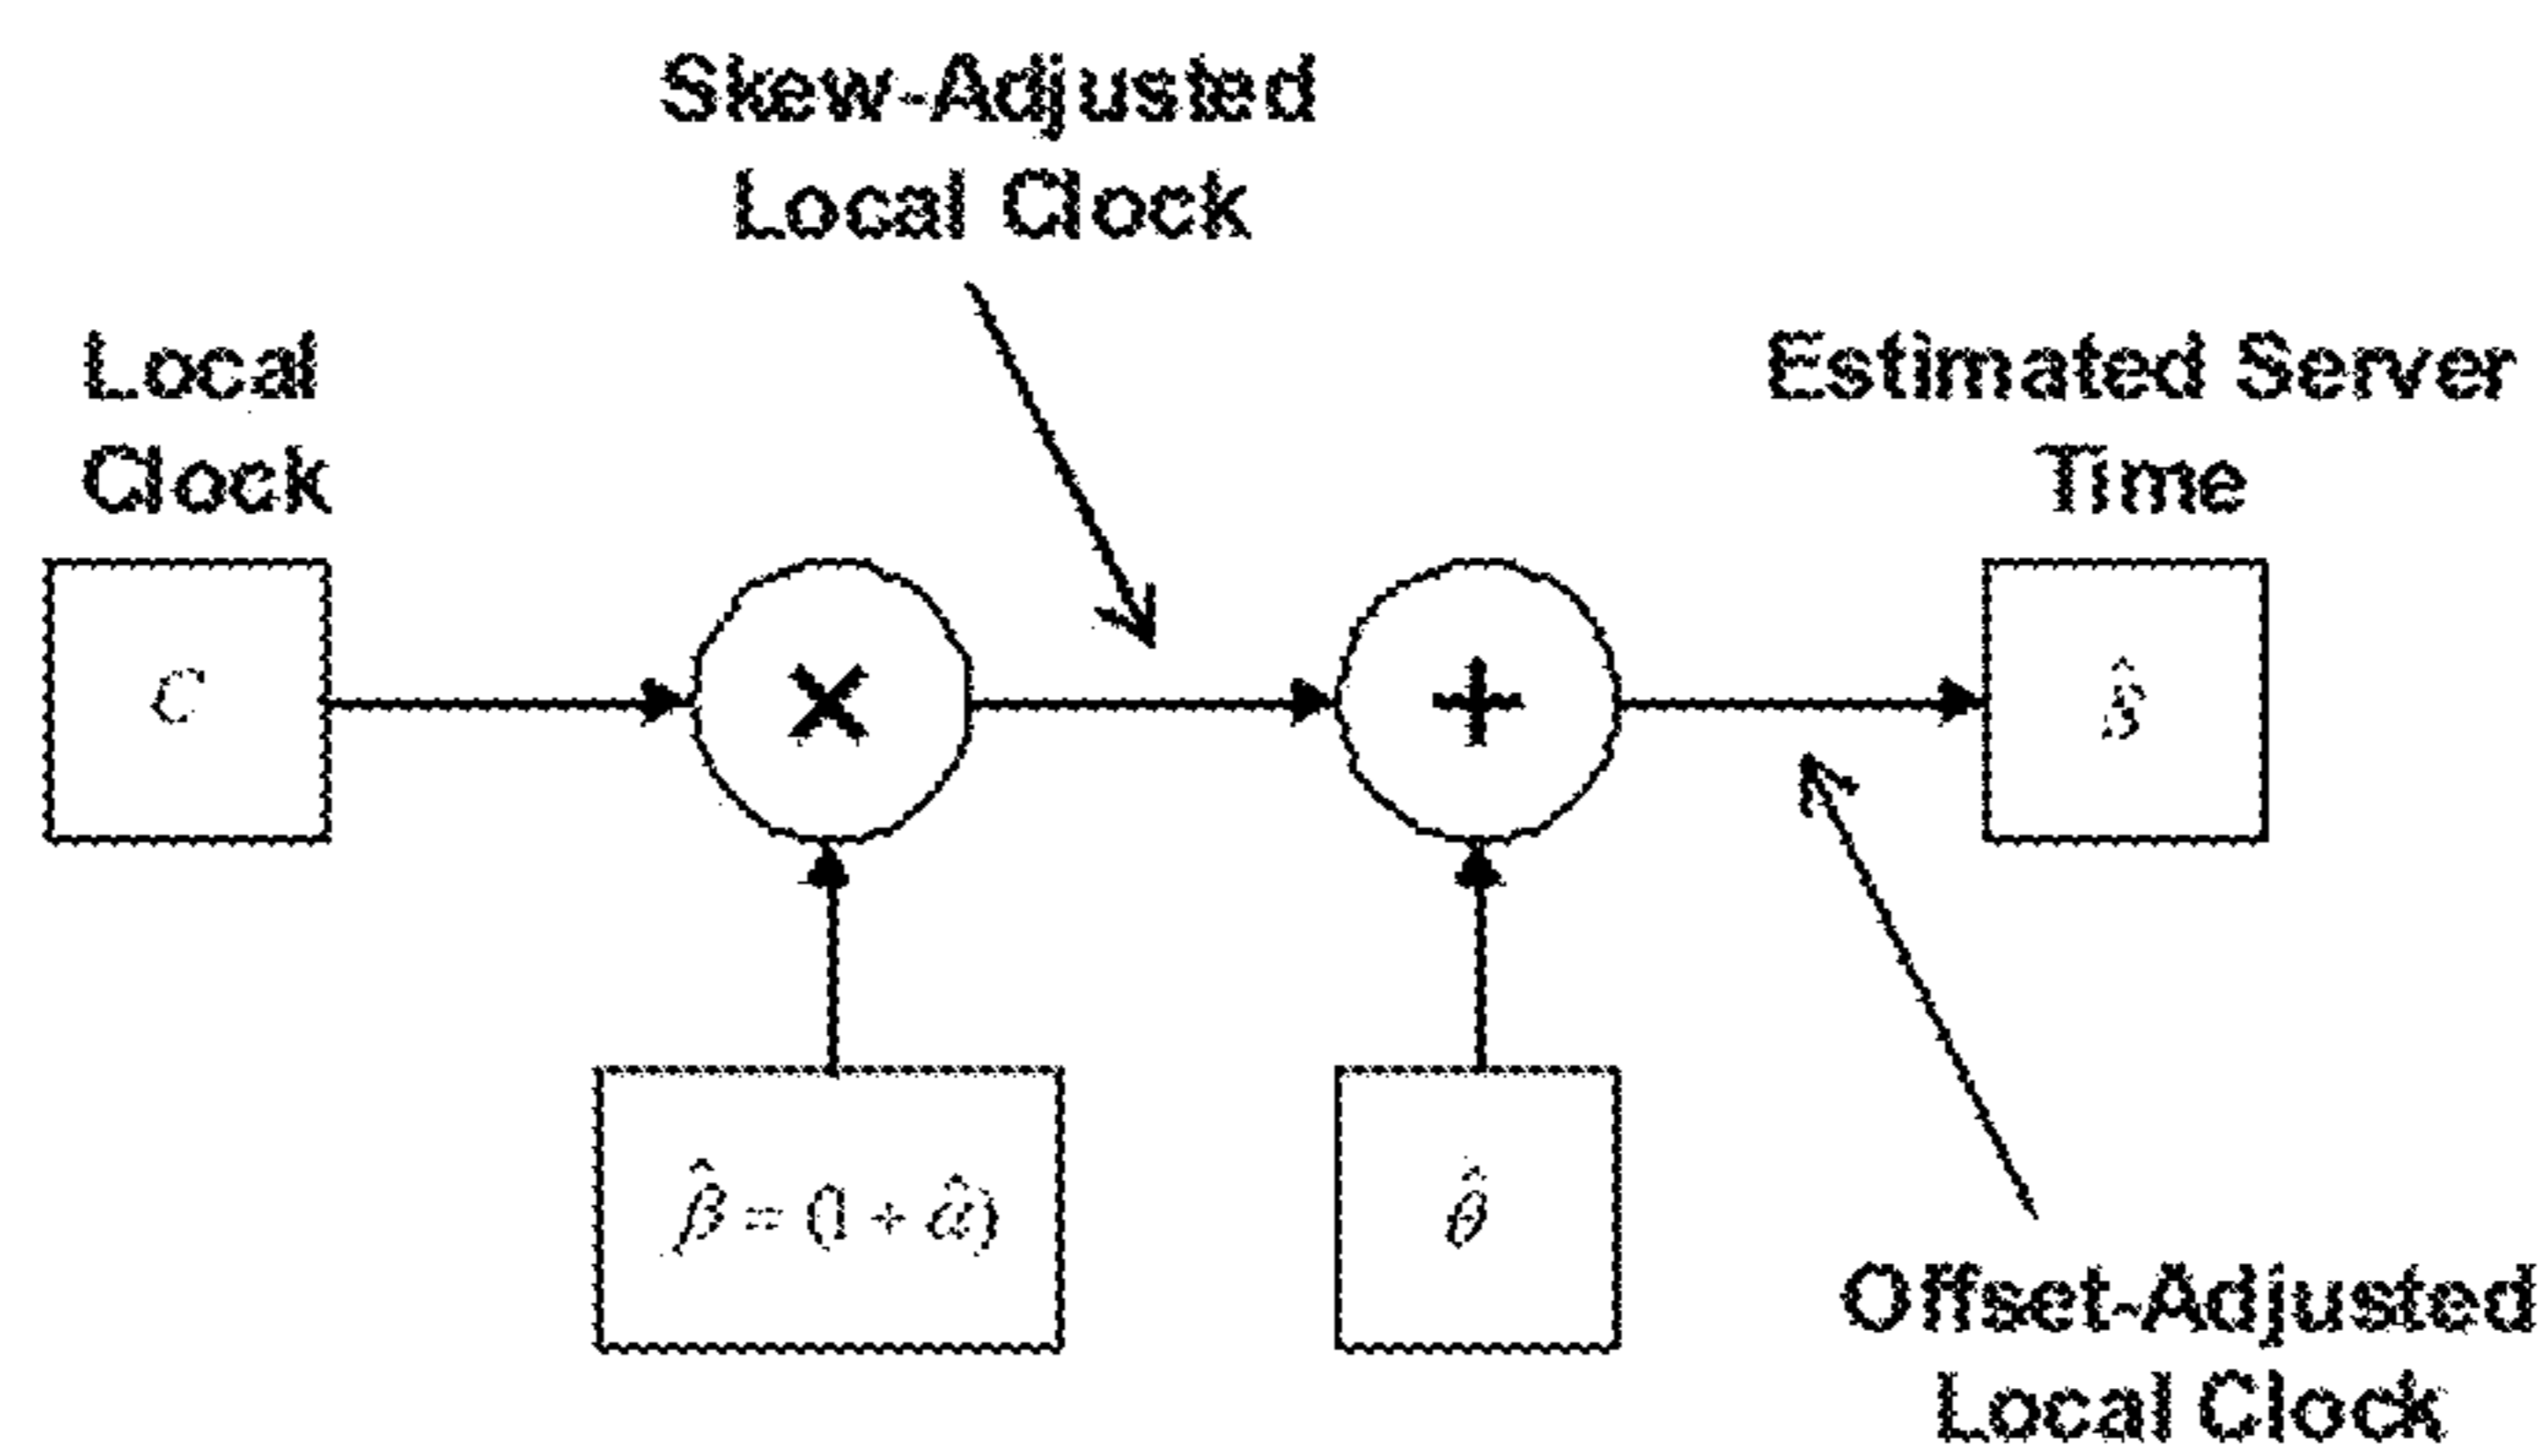 Skew-Adjusted
Local Clock
Local
Clock
Estimated Server
Time
C
×
+
Ŝ
β̂ = (1 + α̂)
θ̂
Offset-Adjusted
Local Clock